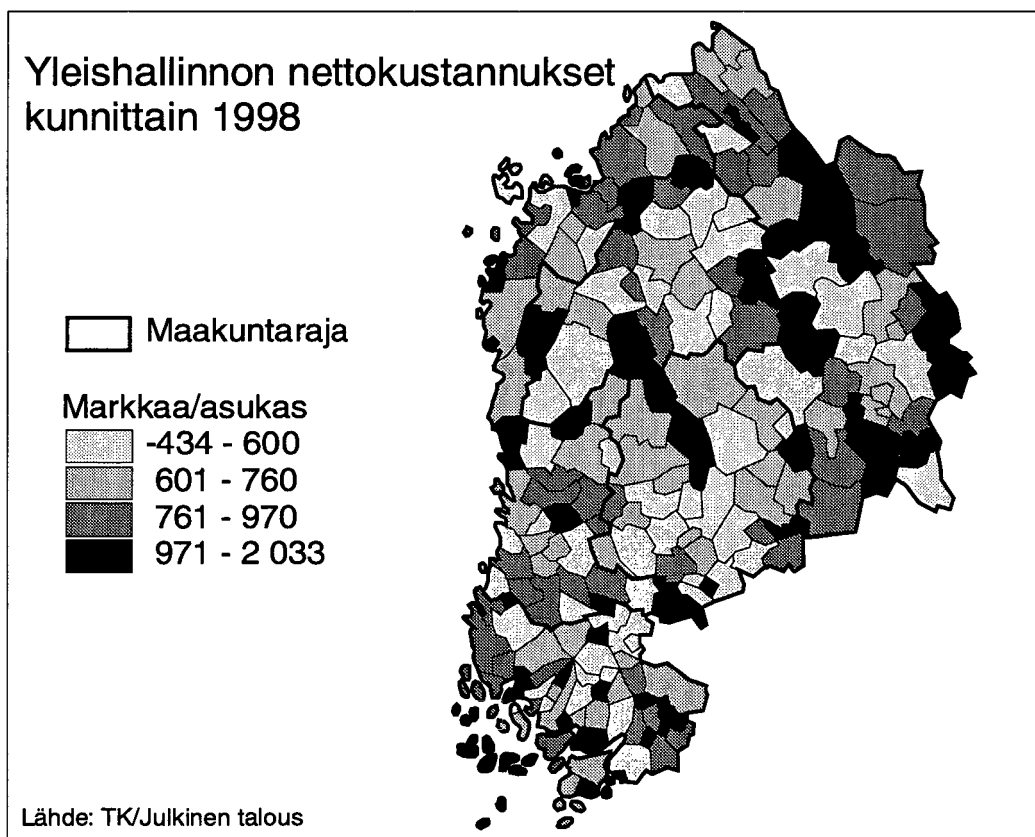 Yleishallinnon nettokustannukset
kunnittain 1998
Maakuntaraja
Markkaa/asukas
-434 - 600
601 - 760
761 - 970
971 - 2 033
Lähde: TK/Julkinen talous